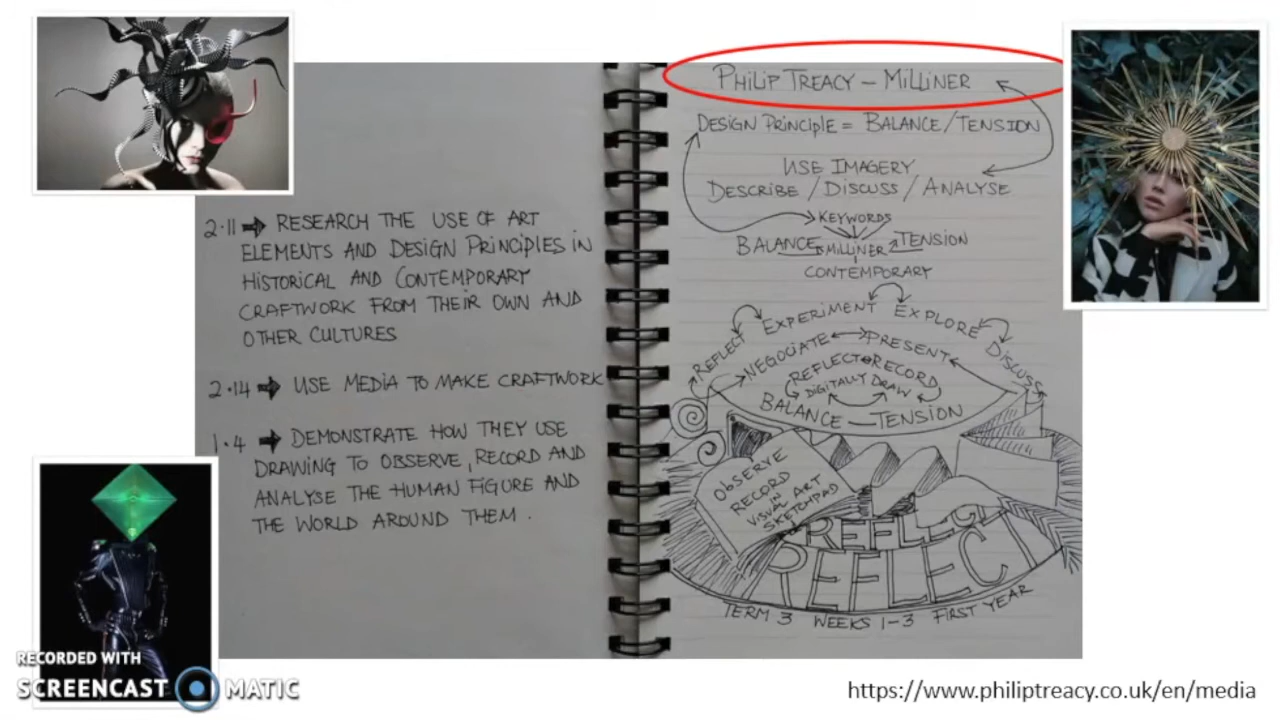 2.11 → RESEARCH THE USE OF ART
ELEMENTS AND DESIGN PRINCIPLES IN
HISTORICAL AND CONTEMPORARY
CRAFTWORK FROM THEIR OWN AND
OTHER CULTURES
2.14 → USE MEDIA TO MAKE CRAFTWORK
1.4 → DEMONSTRATE HOW THEY USE
DRAWING TO OBSERVE, RECORD AND
ANALYSE THE HUMAN FIGURE AND
THE WORLD AROUND THEM.
PHILIP TREACY – MILLINER
DESIGN PRINCIPLE = BALANCE/TENSION
USE IMAGERY
DESCRIBE / DISCUSS / ANALYSE
KEYWORDS
BALANCE MILLINER TENSION
CONTEMPORARY
REFLECT EXPERIMENT EXPLORE DISCUSS
NEGOCIATE PRESENT
REFLECT RECORD
DIGITALLY DRAW
BALANCE — TENSION
OBSERVE
RECORD
IN
VISUAL ART
SKETCHPAD
REFLECT
REFLECT
TERM 3 WEEKS 1-3 FIRST YEAR
RECORDED WITH
SCREENCAST MATIC
https://www.philiptreacy.co.uk/en/media